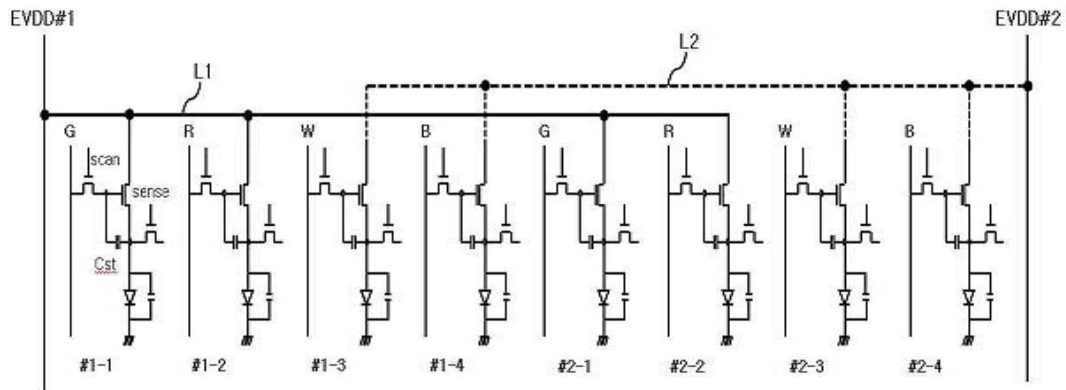 EVDD#1 EVDD#2
L1 L2
G R W B G R W B
scan
sense
Cst
#1-1 #1-2 #1-3 #1-4 #2-1 #2-2 #2-3 #2-4